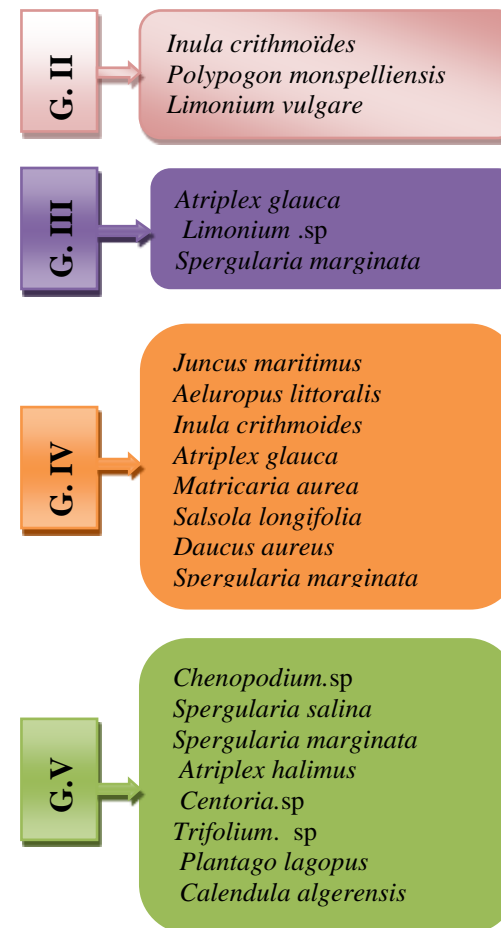 G. II
Inula crithmoïdes
Polypogon monspelliensis
Limonium vulgare
G. III
Atriplex glauca
Limonium .sp
Spergularia marginata
G. IV
Juncus maritimus
Aeluropus littoralis
Inula crithmoides
Atriplex glauca
Matricaria aurea
Salsola longifolia
Daucus aureus
Spergularia marginata
G.V
Chenopodium.sp
Spergularia salina
Spergularia marginata
Atriplex halimus
Centoria.sp
Trifolium. sp
Plantago lagopus
Calendula algerensis